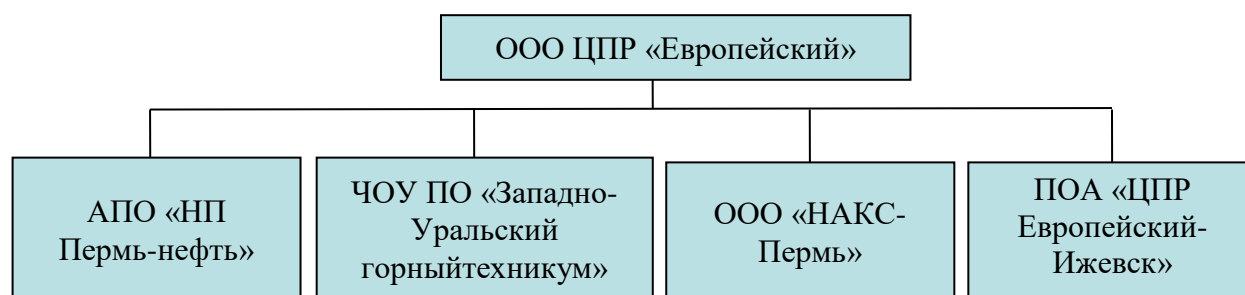 ООО ЦПР «Европейский»
АПО «НП
Пермь-нефть»
ЧОУ ПО «Западно-
Уральский
горныйтехникум»
ООО «НАКС-
Пермь»
ПОА «ЦПР
Европейский-
Ижевск»